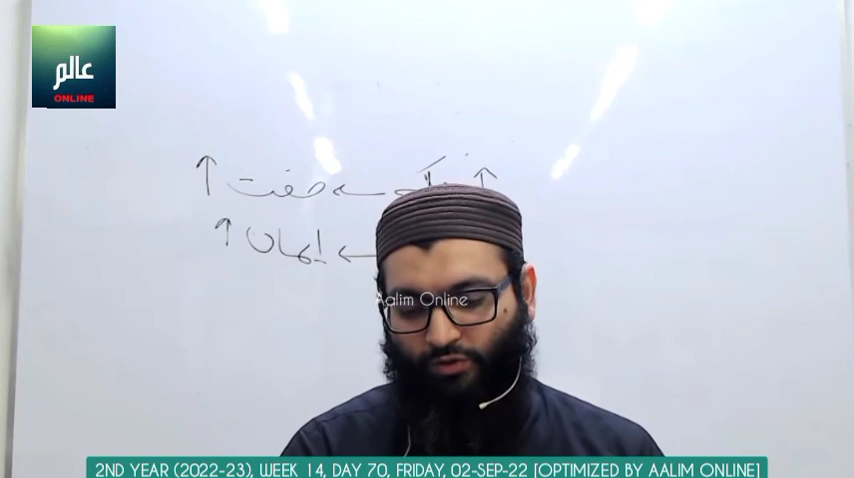 عالم
ONLINE
↑ ← صفت ↑
← ایمان ↑
Aalim Online
2ND YEAR (2022-23), WEEK 14, DAY 70, FRIDAY, 02-SEP-22 [OPTIMIZED BY AALIM ONLINE]